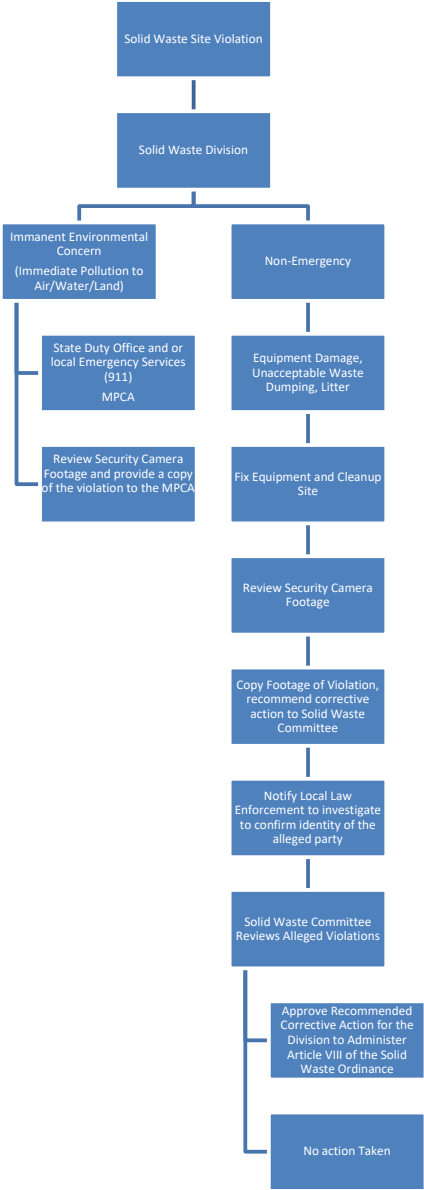 Solid Waste Site Violation
Solid Waste Division
Immanent Environmental
Concern
(Immediate Pollution to
Air/Water/Land)
State Duty Office and or
local Emergency Services
(911)
MPCA
Review Security Camera
Footage and provide a copy
of the violation to the MPCA
Non-Emergency
Equipment Damage,
Unacceptable Waste
Dumping, Litter
Fix Equipment and Cleanup
Site
Review Security Camera
Footage
Copy Footage of Violation,
recommend corrective
action to Solid Waste
Committee
Notify Local Law
Enforcement to investigate
to confirm identity of the
alleged party
Solid Waste Committee
Reviews Alleged Violations
Approve Recommended
Corrective Action for the
Division to Administer
Article VIII of the Solid
Waste Ordinance
No action Taken